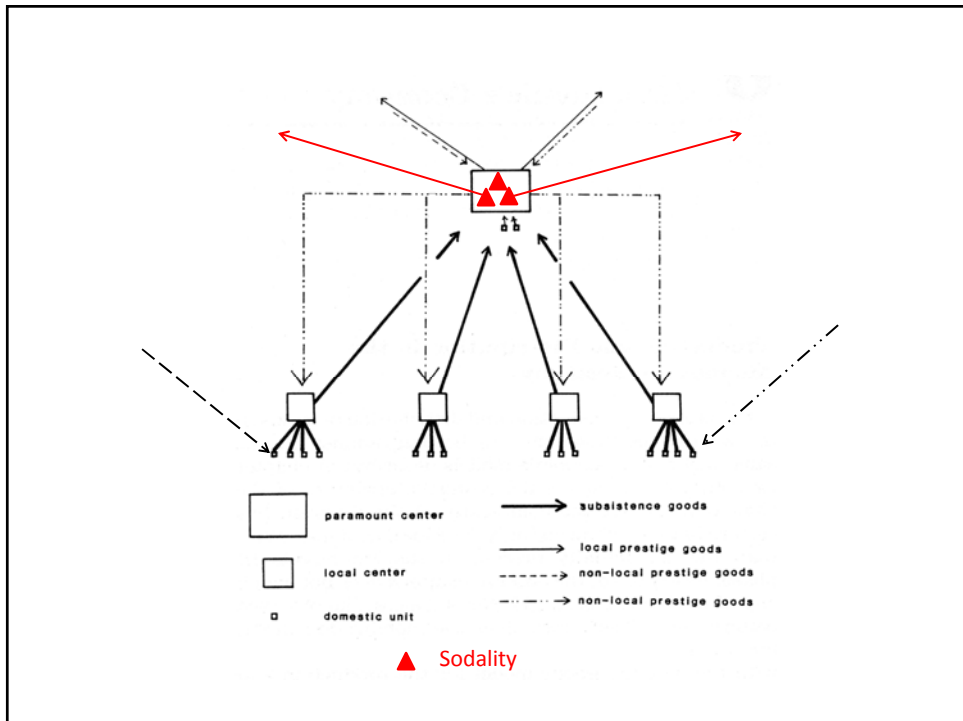 paramount center
local center
domestic unit
subsistence goods
local prestige goods
non-local prestige goods
non-local prestige goods
Sodality